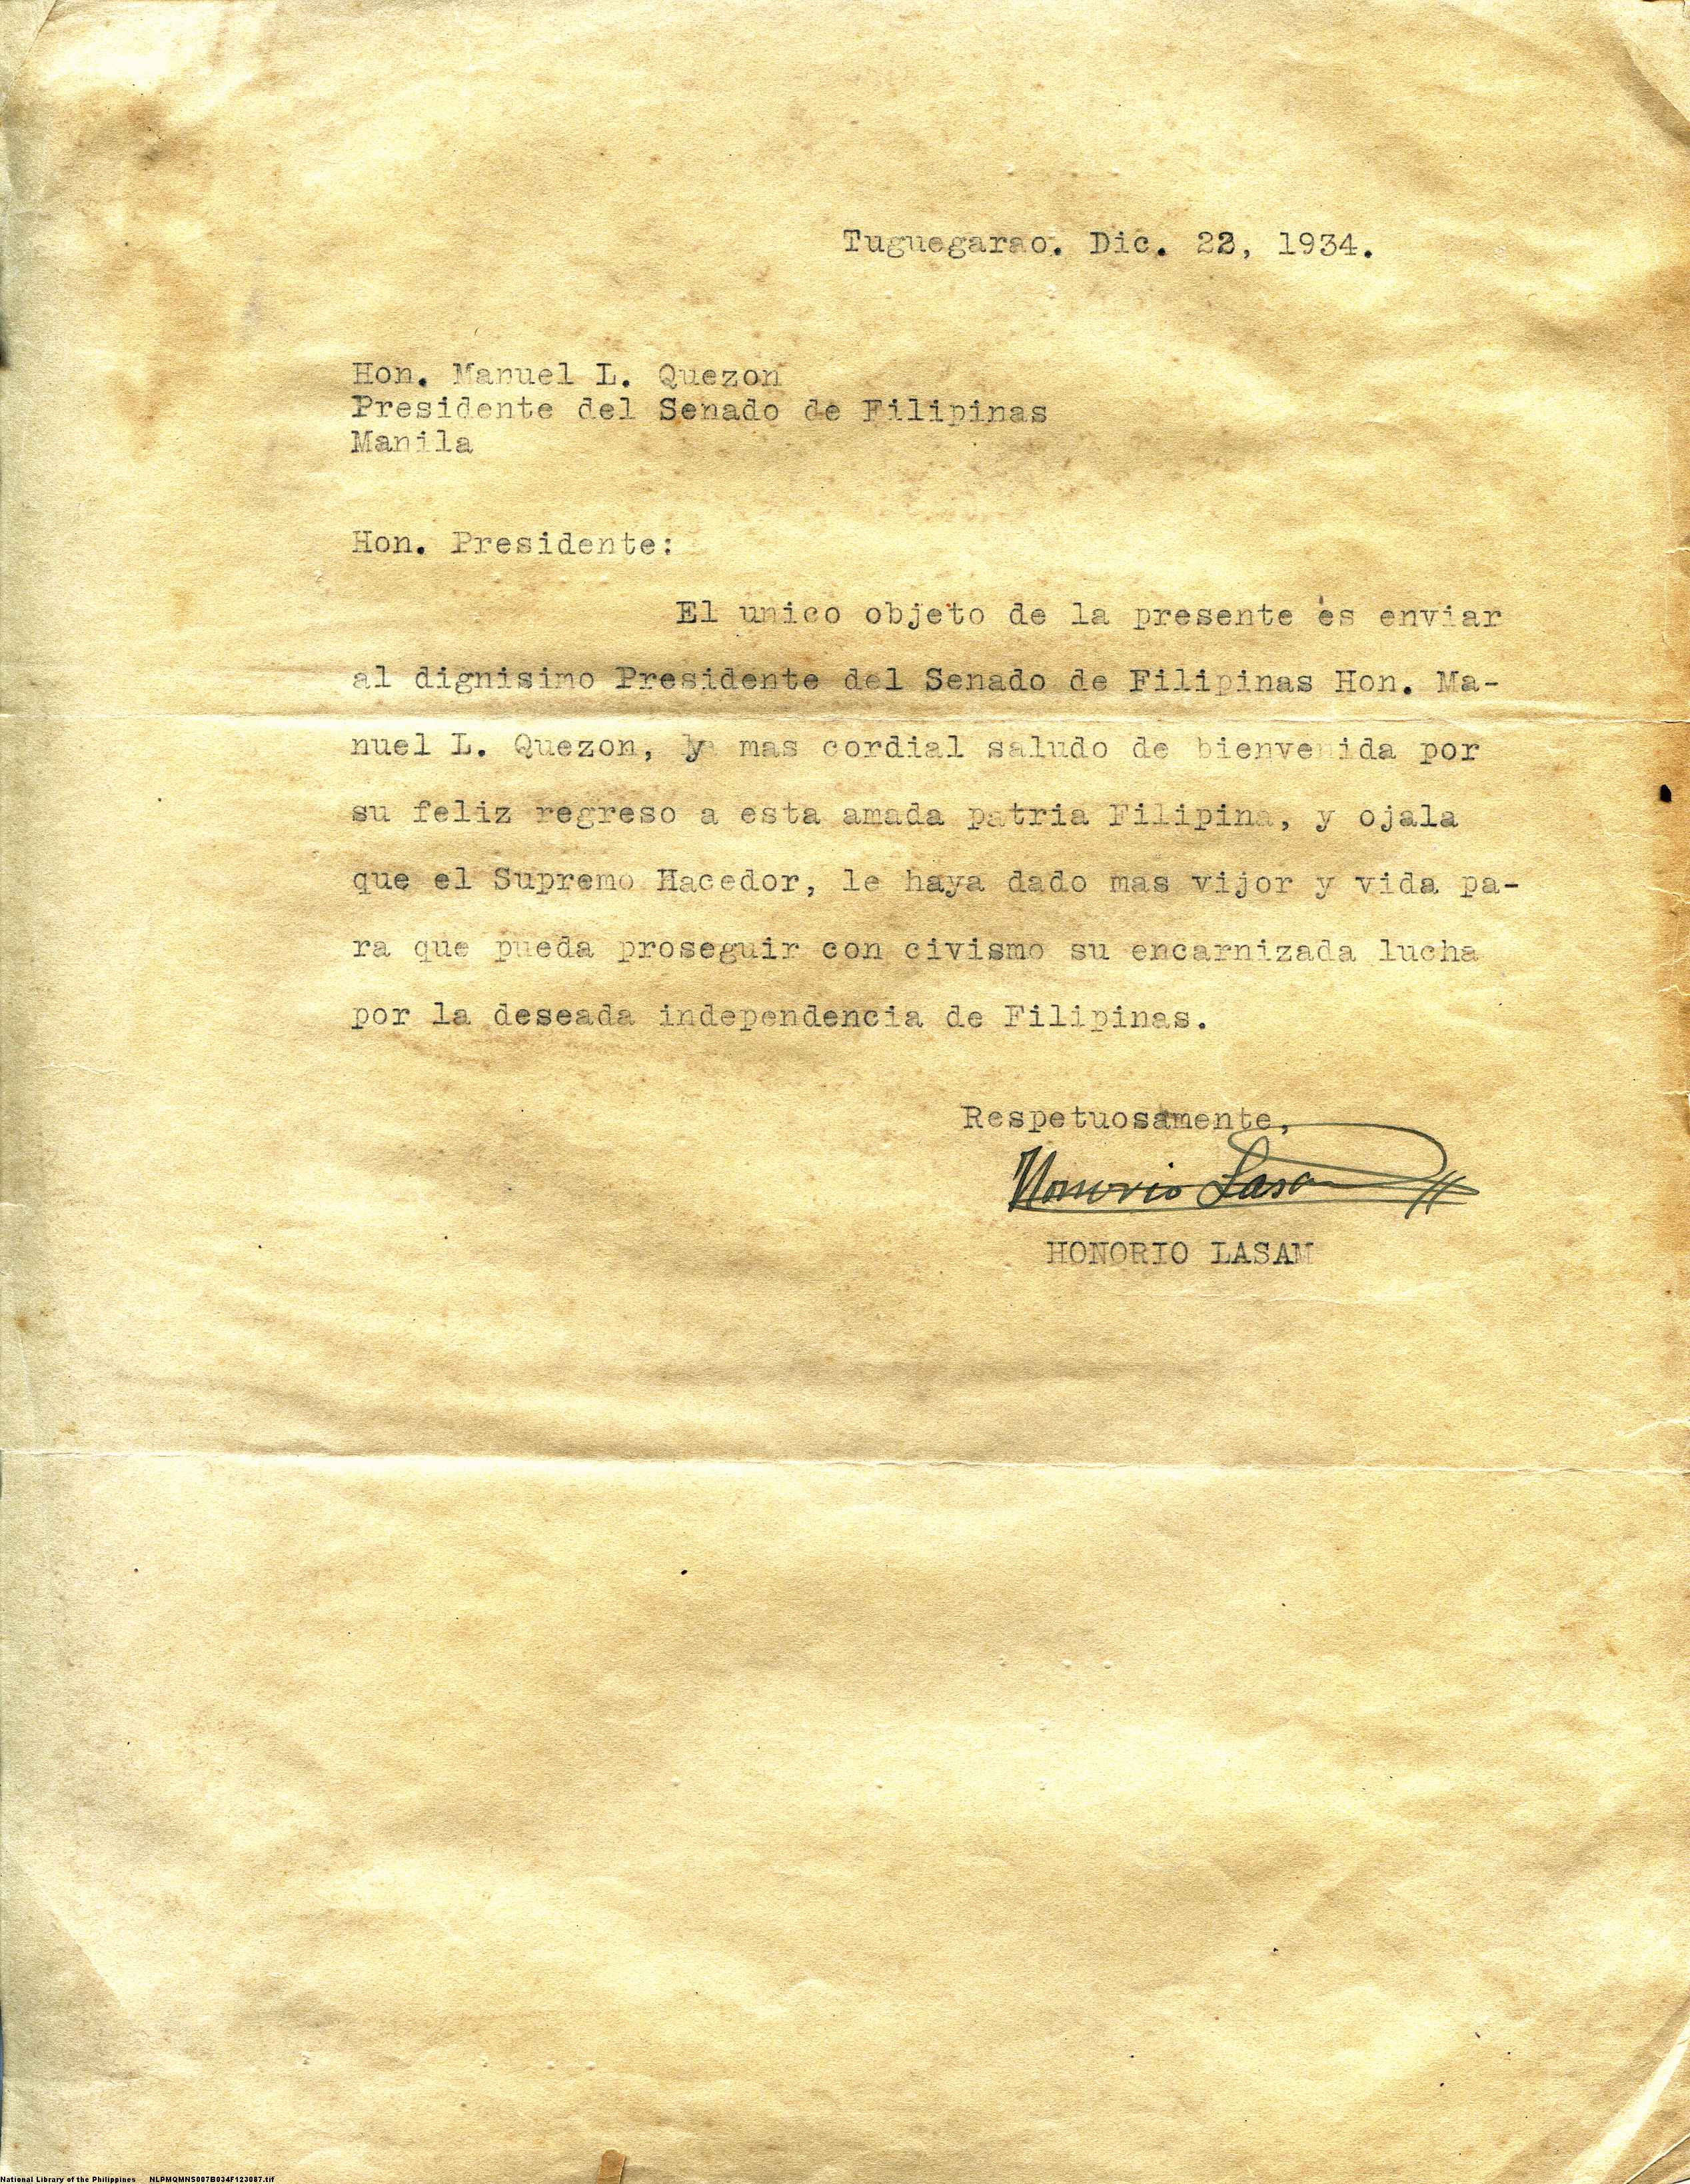 Tuguegarao. Dic. 22, 1934.
Hon. Manuel L. Quezon
Presidente del Senado de Filipinas
Manila
Hon. Presidente:
El unico objeto de la presente es enviar
al dignisimo Presidente del Senado de Filipinas Hon. Ma-
nuel L. Quezon, mas cordial saludo de bienvenida por
su feliz regreso a esta amada patria Filipina, y ojala
que el Supremo Hacedor, le haya dado mas vijor y vida pa-
ra que pueda proseguir con civismo su encarnizada lucha
por la deseada independencia de Filipinas.
Respetuosamente,
Honorio Lasam
HONORIO LASAM
National Library of the Philippines NLPMQMNS007B034F123087.tif